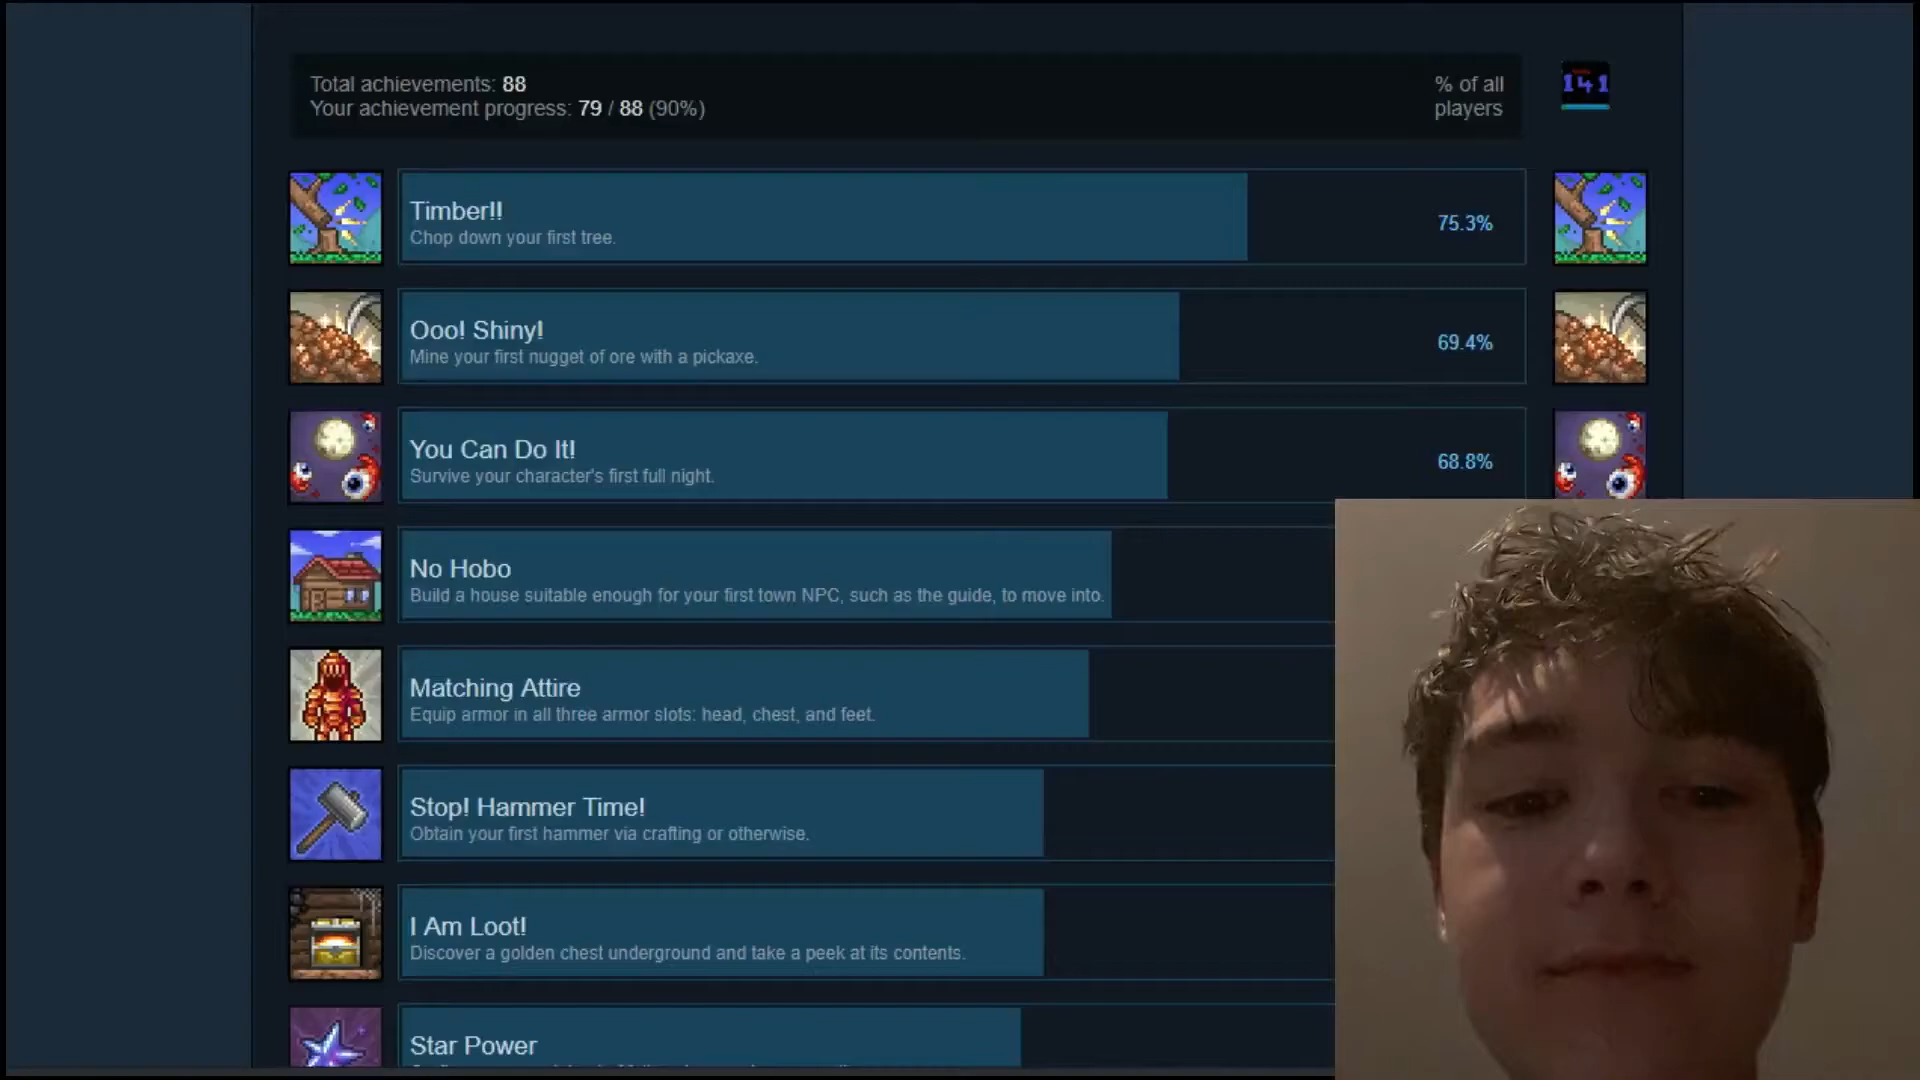 Total achievements: 88
Your achievement progress: 79 / 88 (90%)
% of all
players
141
Timber!!
Chop down your first tree.
75.3%
Ooo! Shiny!
Mine your first nugget of ore with a pickaxe.
69.4%
You Can Do It!
Survive your character's first full night.
68.8%
No Hobo
Build a house suitable enough for your first town NPC, such as the guide, to move into.
Matching Attire
Equip armor in all three armor slots: head, chest, and feet.
Stop! Hammer Time!
Obtain your first hammer via crafting or otherwise.
I Am Loot!
Discover a golden chest underground and take a peek at its contents.
Star Power